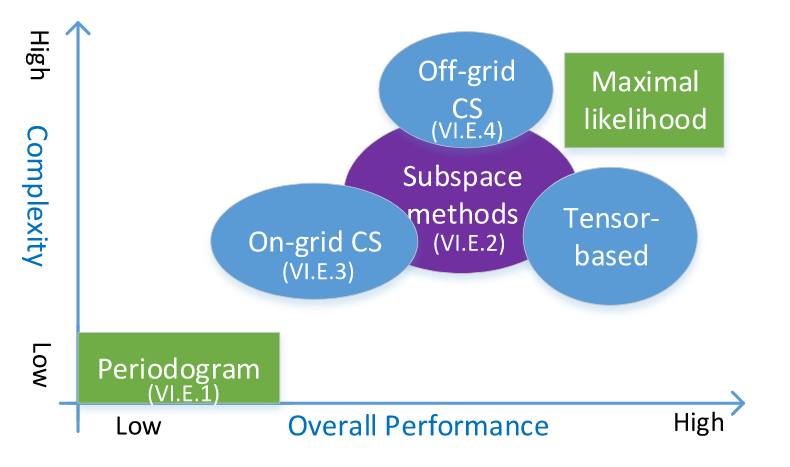 High
Complexity
Low
Off-grid
CS
(VI.E.4)
Maximal
likelihood
Subspace
methods
(VI.E.2)
On-grid CS
(VI.E.3)
Tensor-
based
Periodogram
(VI.E.1)
Low
Overall Performance
High